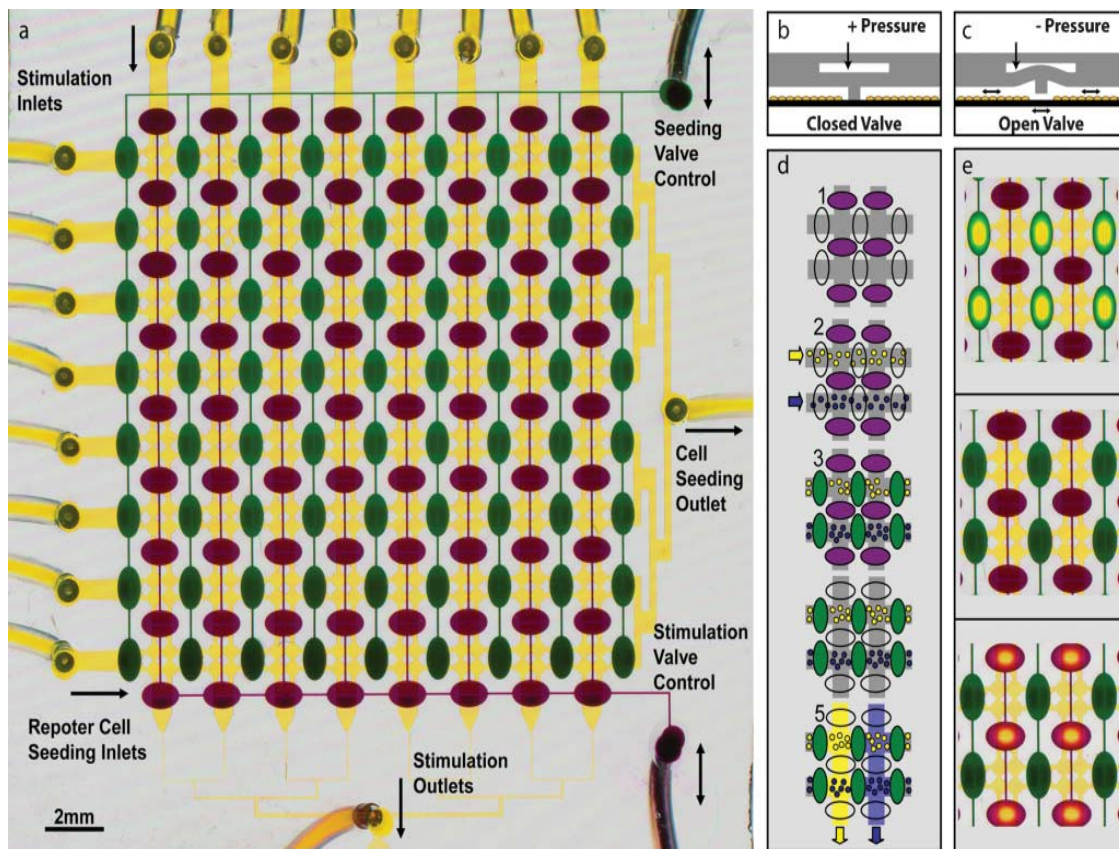 a
Stimulation
Inlets
Seeding
Valve
Control
Cell
Seeding
Outlet
Stimulation
Valve
Control
Repoter Cell
Seeding Inlets
Stimulation
Outlets
2mm
b
+ Pressure
Closed Valve
c
- Pressure
Open Valve
d
1
2
3
5
e